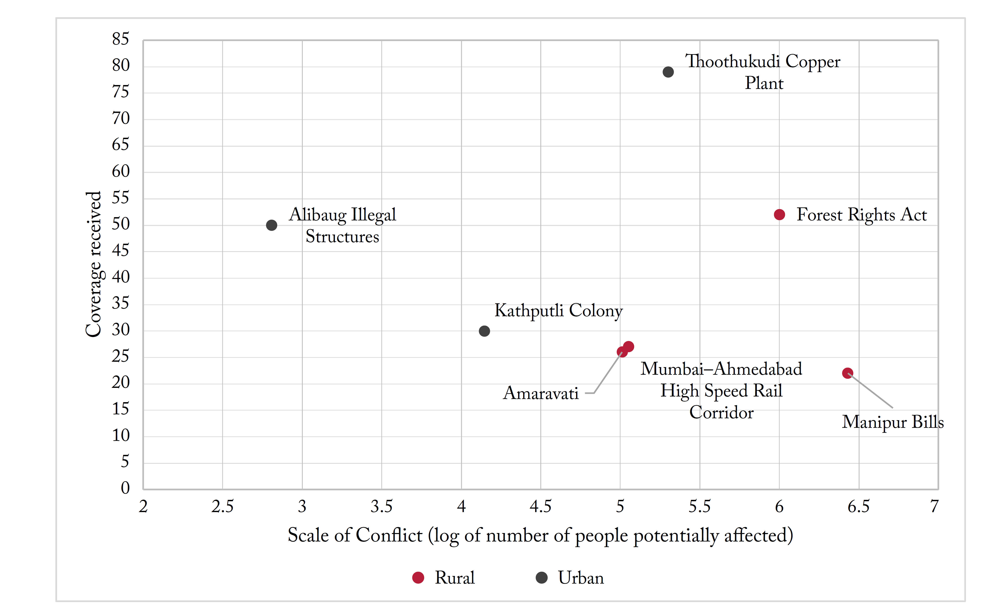 85
80
75
70
65
60
55
50
45
40
35
30
25
20
15
10
5
0
Coverage received
Thoothukudi Copper
Plant
Alibaug Illegal
Structures
Forest Rights Act
Kathputli Colony
Amaravati
Mumbai–Ahmedabad
High Speed Rail
Corridor
Manipur Bills
2 2.5 3 3.5 4 4.5 5 5.5 6 6.5 7
Scale of Conflict (log of number of people potentially affected)
Rural Urban